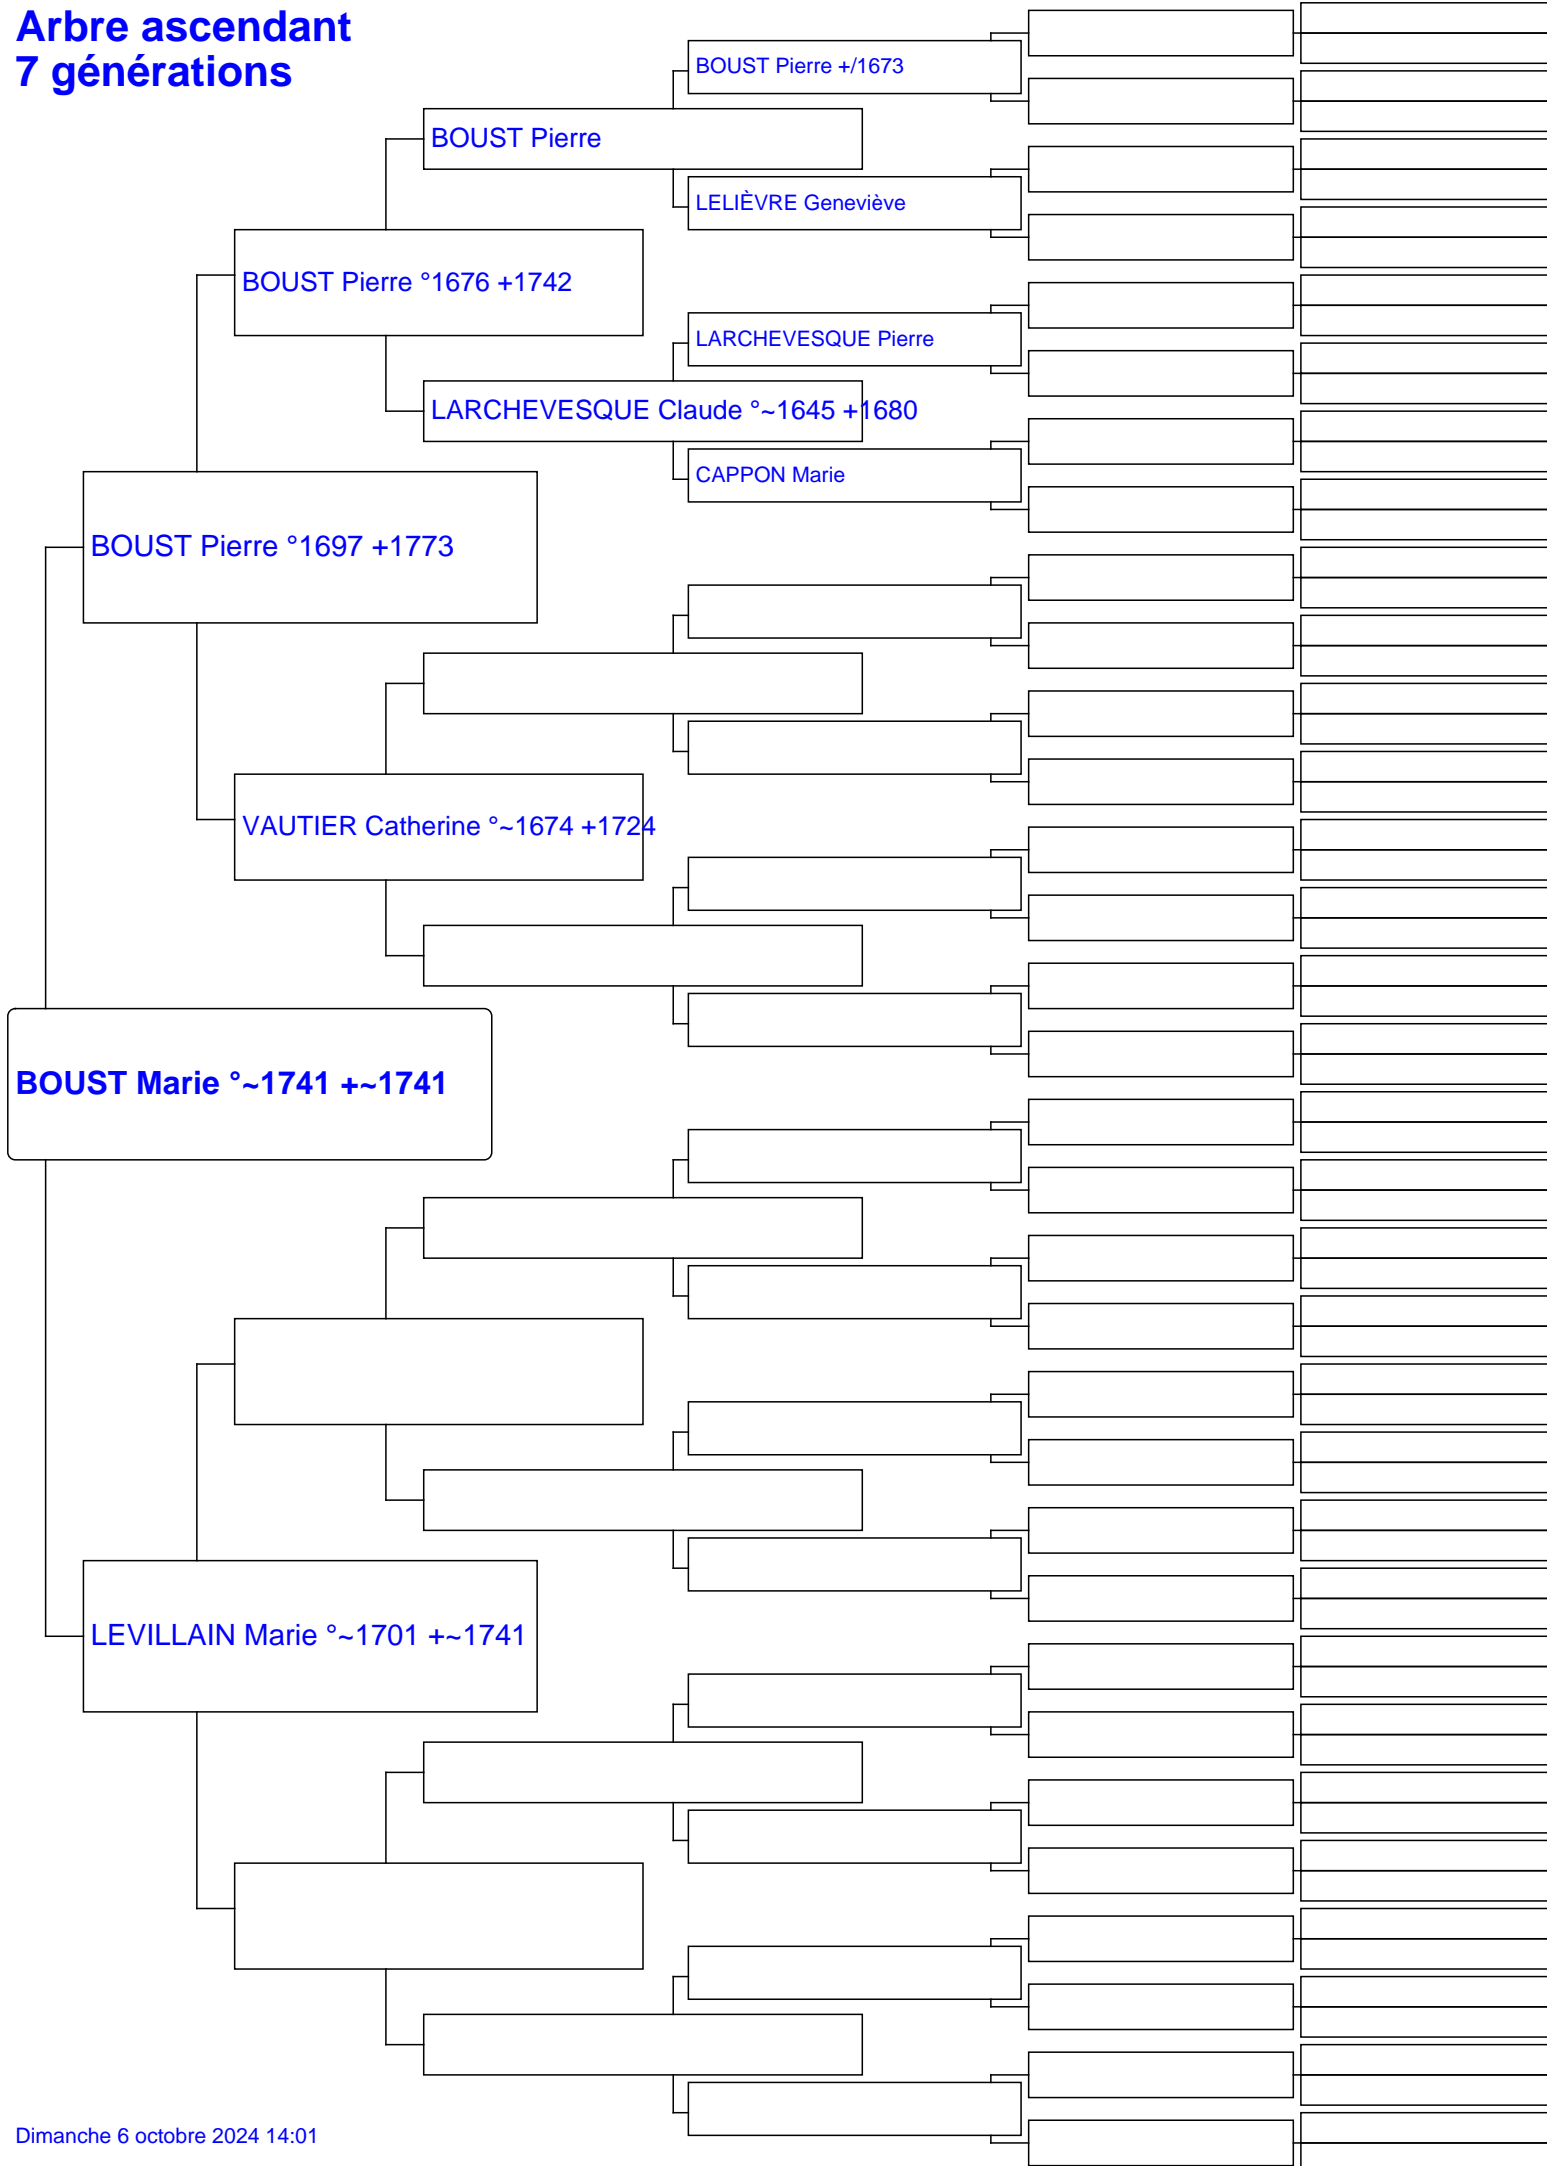 Arbre ascendant
7 générations
BOUST Pierre +/1673
BOUST Pierre
LELIÈVRE Geneviève
BOUST Pierre °1676 +1742
LARCHEVESQUE Pierre
LARCHEVESQUE Claude °~1645 +1680
CAPPON Marie
BOUST Pierre °1697 +1773
VAUTIER Catherine °~1674 +1724
BOUST Marie °~1741 +~1741
LEVILLAIN Marie °~1701 +~1741
Dimanche 6 octobre 2024 14:01